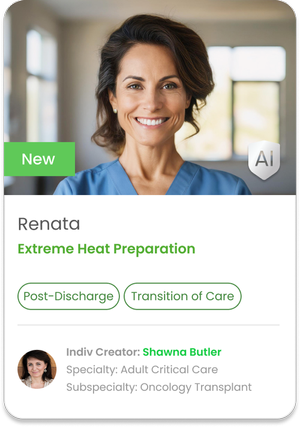 New
AI
Renata
Extreme Heat Preparation
Post-Discharge
Transition of Care
Indiv Creator: Shawna Butler
Specialty: Adult Critical Care
Subspecialty: Oncology Transplant